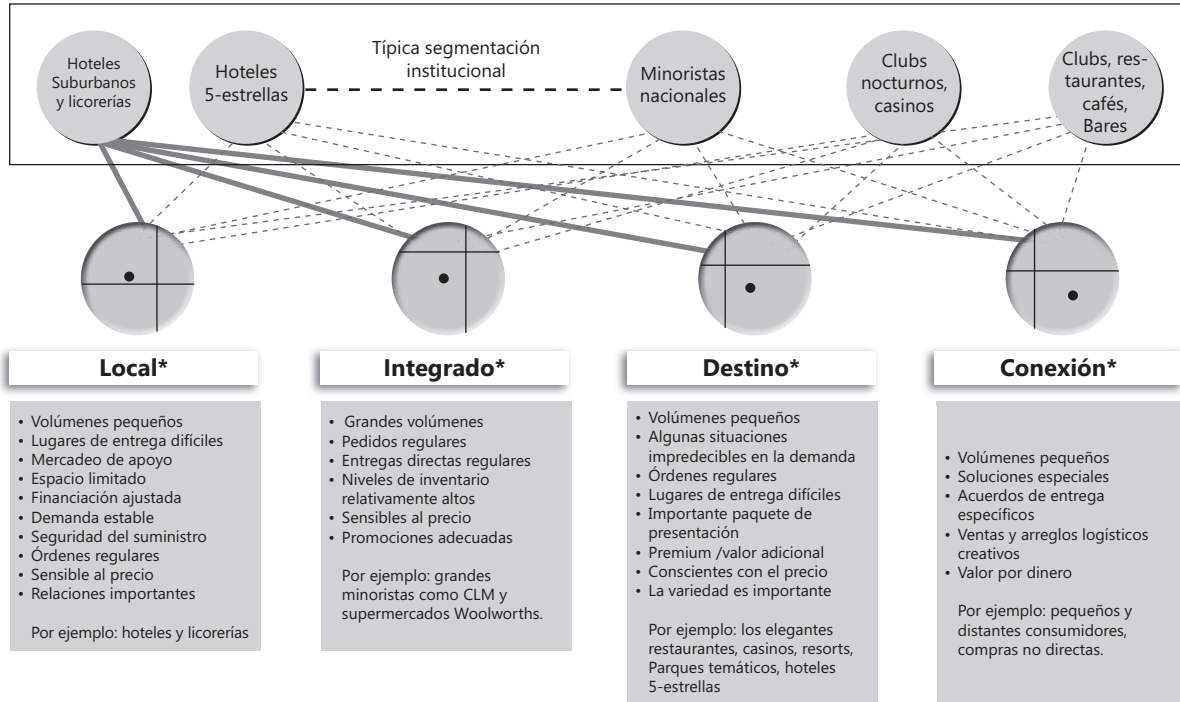 Hoteles
Suburbanos
y licorerías
Hoteles
5-estrellas
Típica segmentación
institucional
Minoristas
nacionales
Clubs
nocturnos,
casinos
Clubs, res-
taurantes,
cafés,
Bares
Local*
• Volúmenes pequeños
• Lugares de entrega difíciles
• Mercadeo de apoyo
• Espacio limitado
• Financiación ajustada
• Demanda estable
• Seguridad del suministro
• Órdenes regulares
• Sensible al precio
• Relaciones importantes
Por ejemplo: hoteles y licorerías
Integrado*
• Grandes volúmenes
• Pedidos regulares
• Entregas directas regulares
• Niveles de inventario
relativamente altos
• Sensibles al precio
• Promociones adecuadas
Por ejemplo: grandes
minoristas como CLM y
supermercados Woolworths.
Destino*
• Volúmenes pequeños
• Algunas situaciones
impredecibles en la demanda
• Órdenes regulares
• Lugares de entrega difíciles
• Importante paquete de
presentación
• Premium /valor adicional
• Conscientes con el precio
• La variedad es importante
Por ejemplo: los elegantes
restaurantes, casinos, resorts,
Parques temáticos, hoteles
5-estrellas
Conexión*
• Volúmenes pequeños
• Soluciones especiales
• Acuerdos de entrega
específicos
• Ventas y arreglos logísticos
creativos
• Valor por dinero
Por ejemplo: pequeños y
distantes consumidores,
compras no directas.